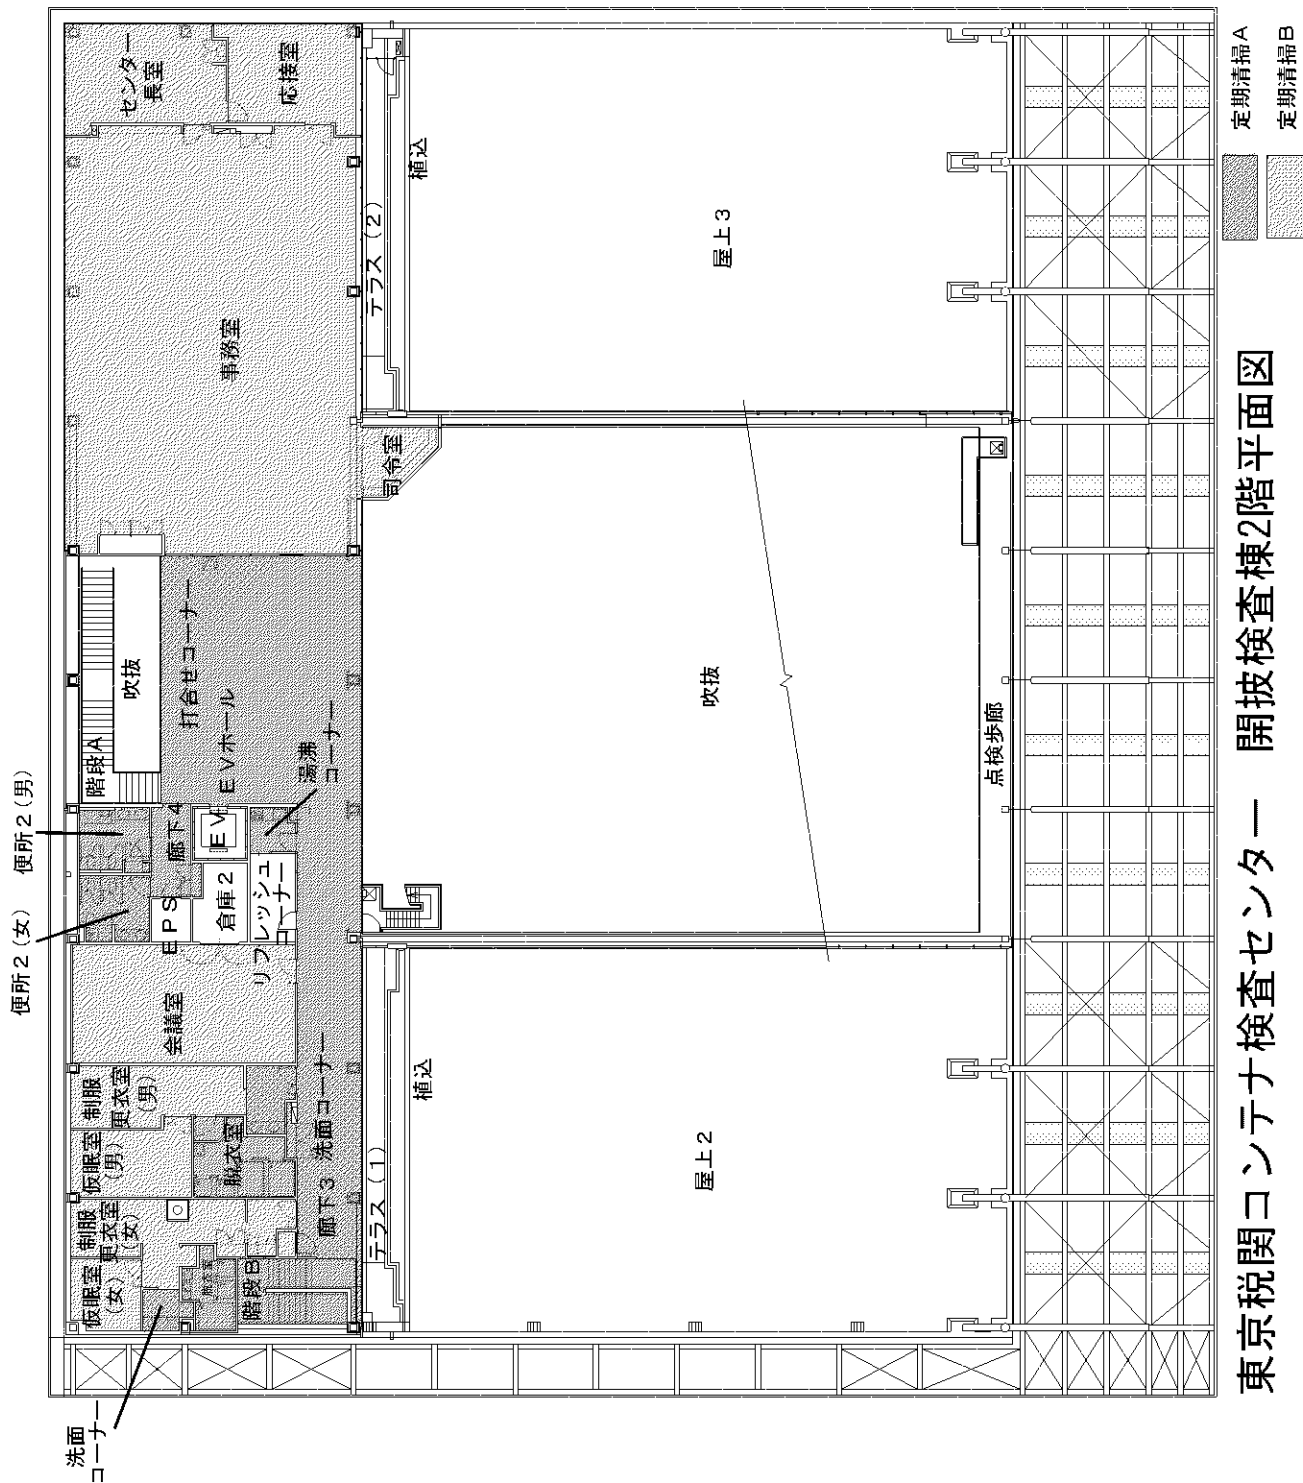 便所2(女)
便所2(男)
洗面
コーナー
仮眠室
(女)
制服
更衣室
(女)
仮眠室
(男)
制服
更衣室
(男)
会議室
EPS
廊下4
階段A
吹抜
打合せコーナー
事務室
センター
長室
応接室
脱衣室
階段B
脱衣室
倉庫2
EV
EVホール
リフレッシュ
コーナー
湯沸
コーナー
廊下3
洗面コーナー
司令室
テラス(1)
植込
テラス(2)
植込
屋上2
吹抜
屋上3
点検歩廊
東京税関コンテナ検査センター 開披検査棟2階平面図
定期清掃A
定期清掃B